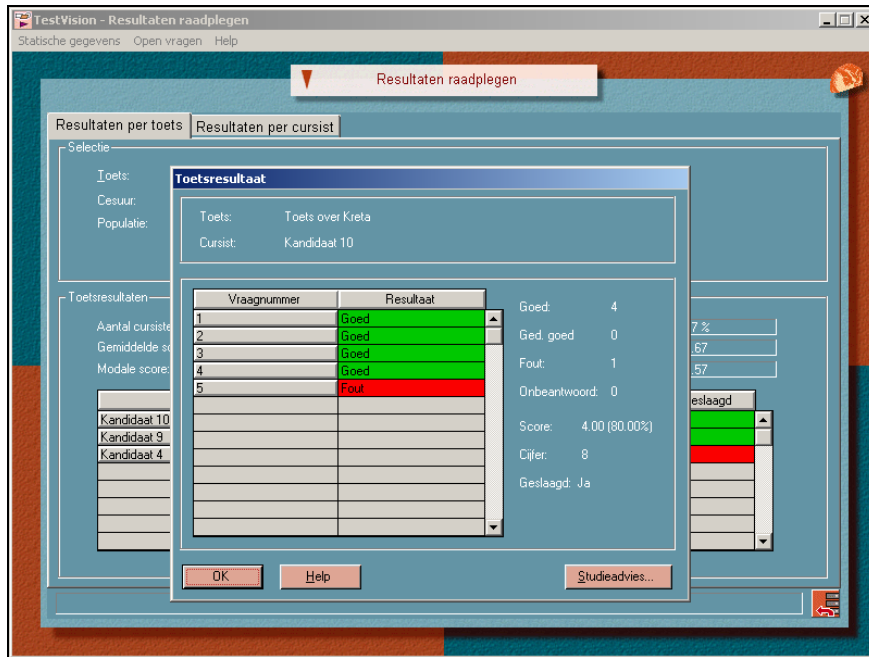 TestVision - Resultaten raadplegen
Statische gegevens Open vragen Help
Resultaten raadplegen
Resultaten per toets Resultaten per cursist
Selectie
Toets:
Cesuur:
Populatie:
Toetsresultaat
Toets: Toets over Kreta
Cursist: Kandidaat 10
Vraagnummer Resultaat
1 Goed
2 Goed
3 Goed
4 Goed
5 Fout
Goed: 4
Ged. goed 0
Fout: 1
Onbeantwoord: 0
Score: 4.00 (80.00%)
Cijfer: 8
Geslaagd: Ja
OK Help Studieadvies...
Toetsresultaten
Aantal cursiste 7 %
Gemiddelde sc .67
Modale score: .57
eslaagd
Kandidaat 10
Kandidaat 9
Kandidaat 4